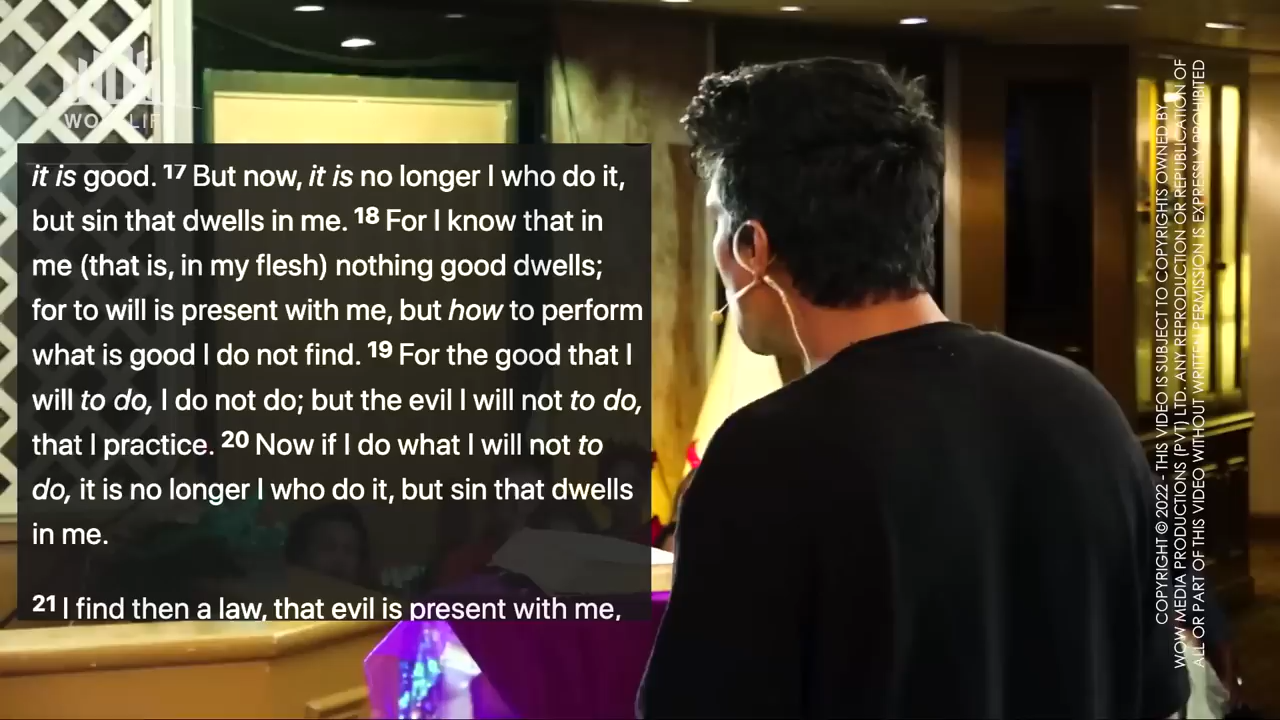 it is good. 17 But now, it is no longer I who do it,
but sin that dwells in me. 18 For I know that in
me (that is, in my flesh) nothing good dwells;
for to will is present with me, but how to perform
what is good I do not find. 19 For the good that I
will to do, I do not do; but the evil I will not to do,
that I practice. 20 Now if I do what I will not to
do, it is no longer I who do it, but sin that dwells
in me.
21 I find then a law, that evil is present with me,
COPYRIGHT © 2022 - THIS VIDEO IS SUBJECT TO COPYRIGHTS OWNED BY
WOW MEDIA PRODUCTIONS (PVT) LTD. ANY REPRODUCTION OR REPUBLICATION OF
ALL OR PART OF THIS VIDEO WITHOUT WRITTEN PERMISSION IS EXPRESSLY PROHIBITED